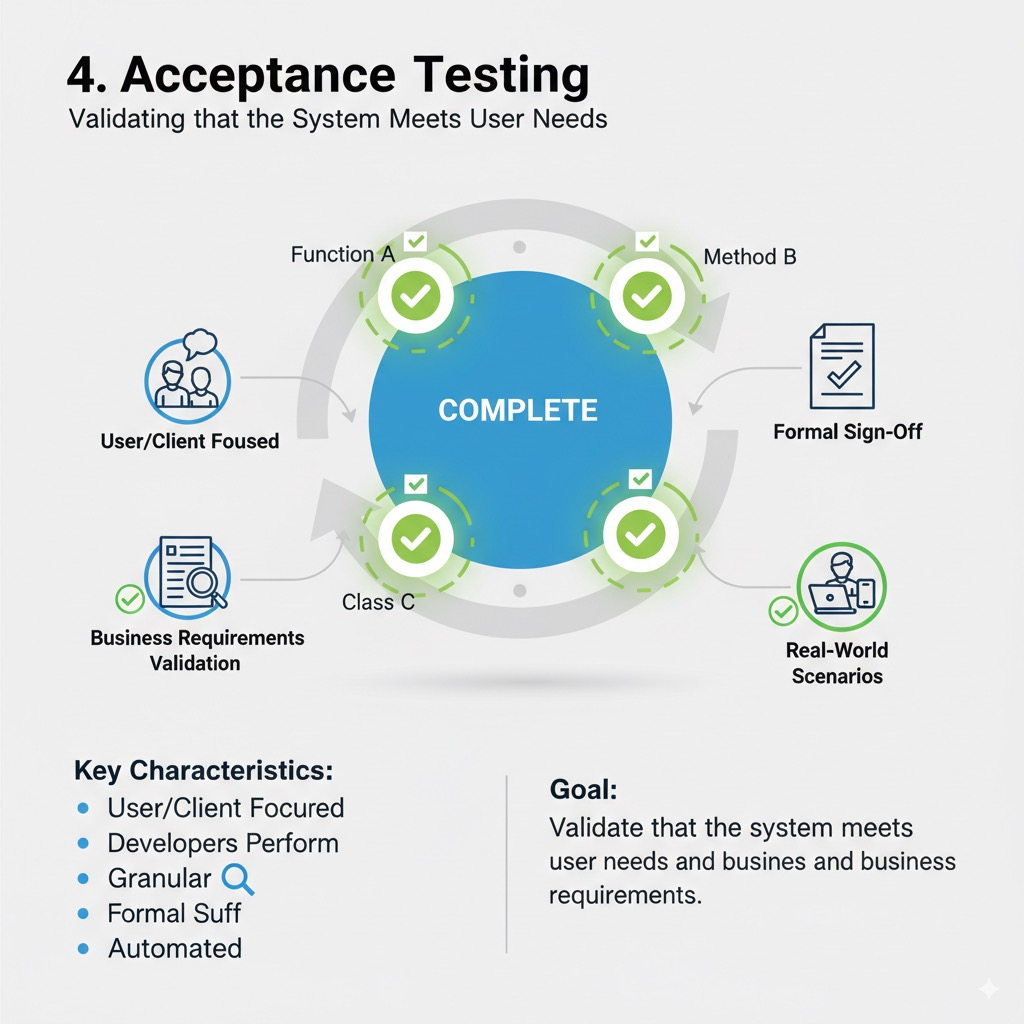 4. Acceptance Testing
Validating that the System Meets User Needs
Function A
Method B
User/Client Foused
COMPLETE
Formal Sign-Off
Class C
Business Requirements
Validation
Real-World
Scenarios
Key Characteristics:
User/Client Focured
Developers Perform
Granular
Formal Suff
Automated
Goal:
Validate that the system meets
user needs and busines and business
requirements.